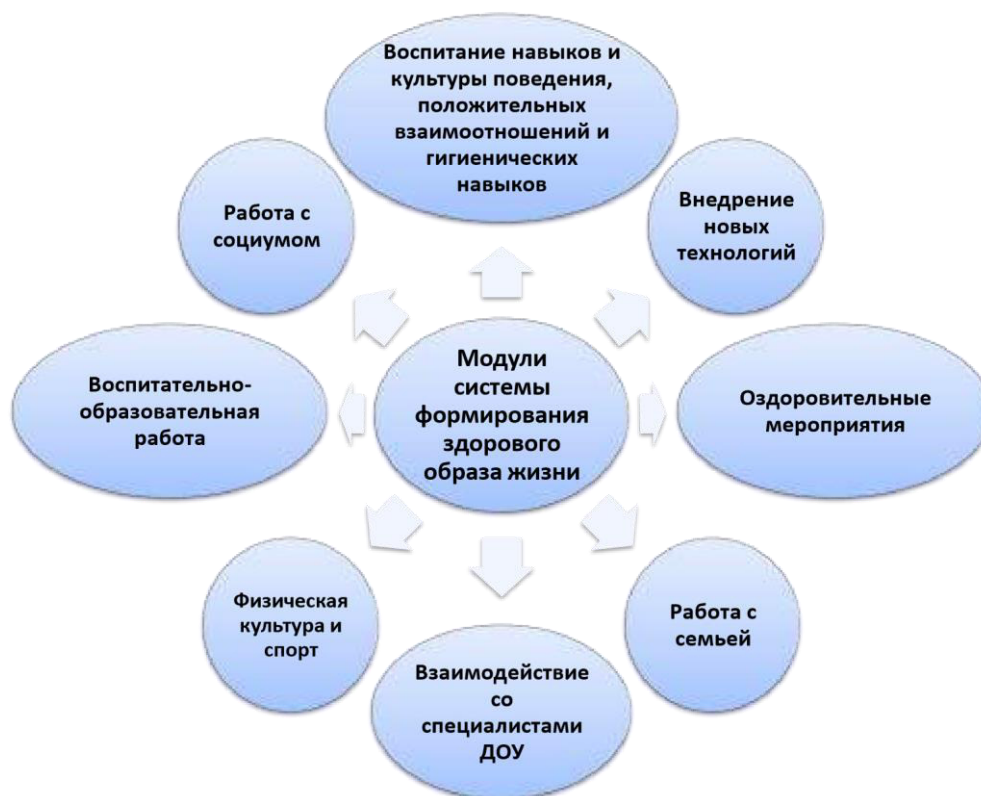 Воспитание навыков и
культуры поведения,
положительных
взаимоотношений и
гигиенических
навыков
Работа с
социумом
Внедрение
новых
технологий
Воспитательно-
образовательная
работа
Модули
системы
формирования
здорового
образа жизни
Оздоровительные
мероприятия
Физическая
культура и
спорт
Взаимодействие
со
специалистами
ДОУ
Работа с
семьей